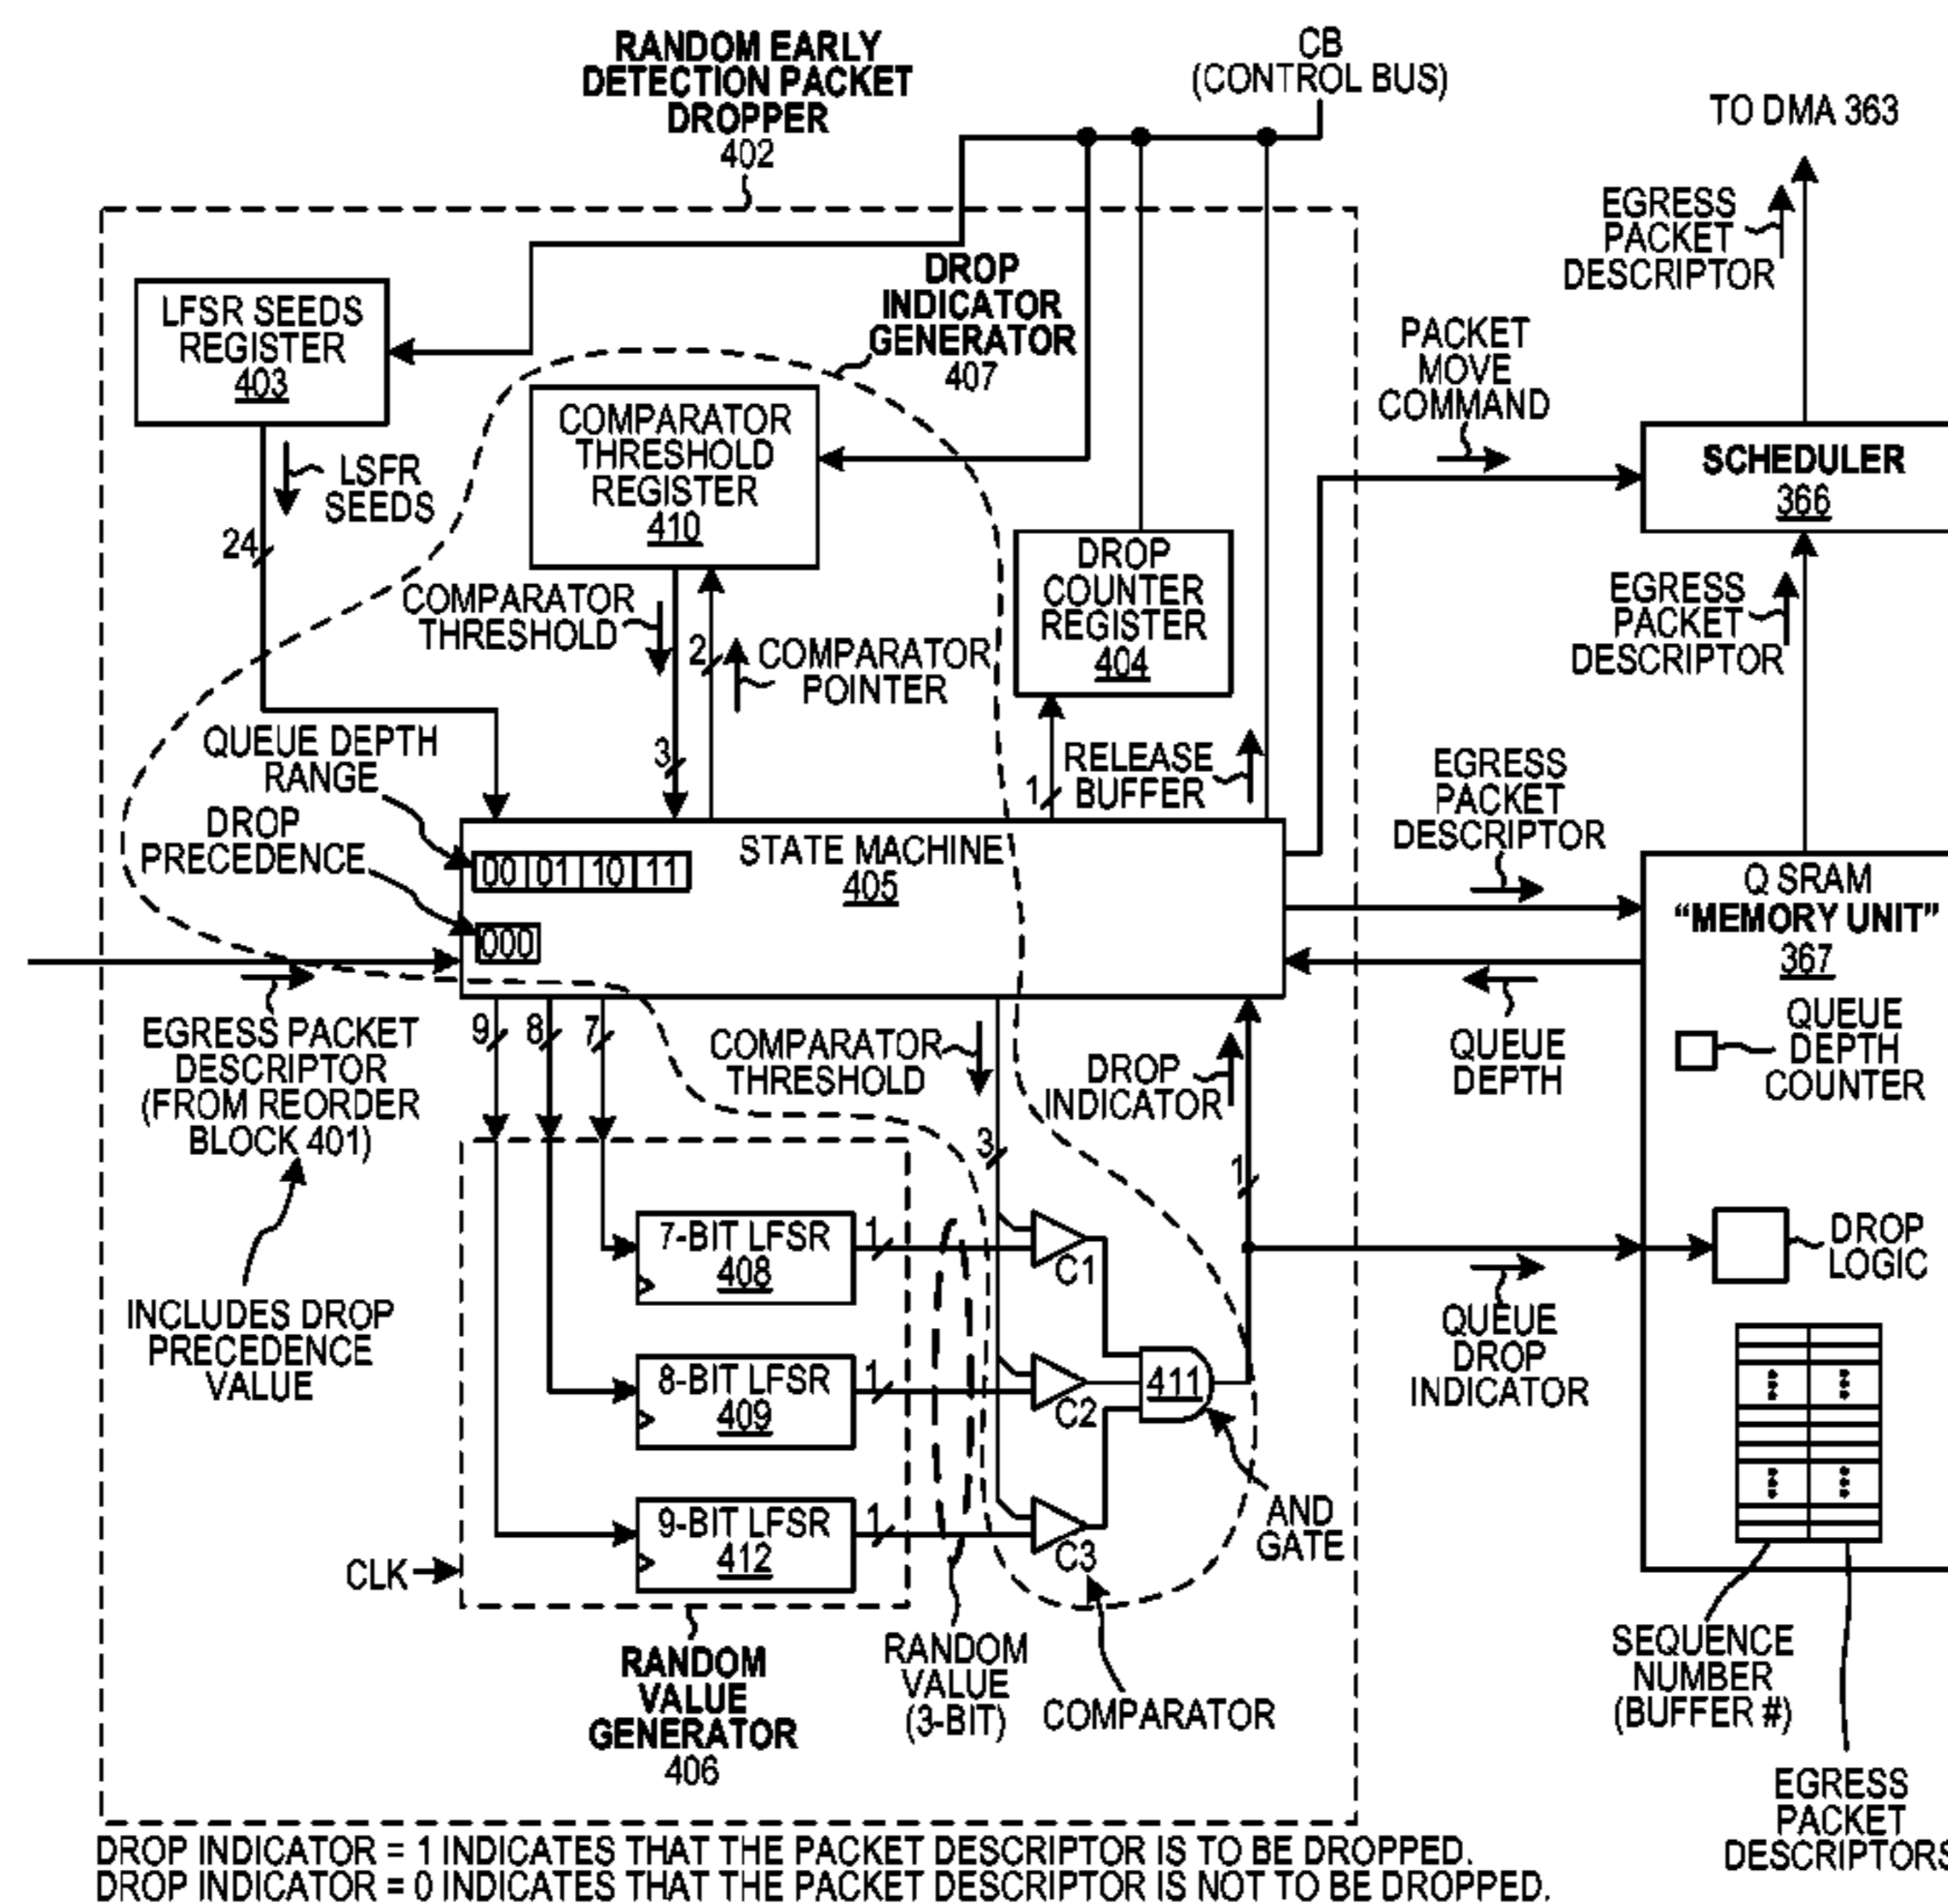 RANDOM EARLY
DETECTION PACKET
DROPPER
402
CB
(CONTROL BUS)
TO DMA 363
EGRESS
PACKET
DESCRIPTOR
LFSR SEEDS
REGISTER
403
DROP
INDICATOR
GENERATOR
407
PACKET
MOVE
COMMAND
COMPARATOR
THRESHOLD
REGISTER
410
SCHEDULER
366
LSFR
SEEDS
24
DROP
COUNTER
REGISTER
404
EGRESS
PACKET
DESCRIPTOR
COMPARATOR
THRESHOLD
2
COMPARATOR
POINTER
QUEUE DEPTH
RANGE
3
1
RELEASE
BUFFER
EGRESS
PACKET
DESCRIPTOR
DROP
PRECEDENCE
00 01 10 11
000
STATE MACHINE
405
Q SRAM
“MEMORY UNIT”
367
EGRESS PACKET
DESCRIPTOR
(FROM REORDER
BLOCK 401)
9 8 7
COMPARATOR
THRESHOLD
DROP
INDICATOR
QUEUE
DEPTH
QUEUE
DEPTH
COUNTER
3
1
INCLUDES DROP
PRECEDENCE
VALUE
7-BIT LFSR
408
1
C1
DROP
LOGIC
QUEUE
DROP
INDICATOR
8-BIT LFSR
409
1
C2
411
9-BIT LFSR
412
1
C3
AND
GATE
CLK
RANDOM
VALUE
GENERATOR
406
RANDOM
VALUE
(3-BIT)
COMPARATOR
SEQUENCE
NUMBER
(BUFFER #)
EGRESS
PACKET
DESCRIPTORS
DROP INDICATOR = 1 INDICATES THAT THE PACKET DESCRIPTOR IS TO BE DROPPED.
DROP INDICATOR = 0 INDICATES THAT THE PACKET DESCRIPTOR IS NOT TO BE DROPPED.